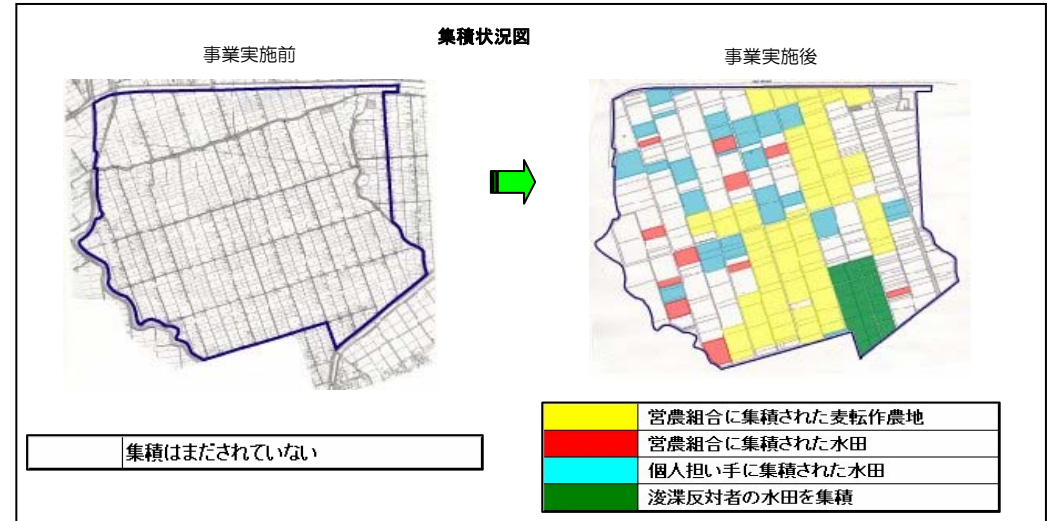 集積状況図
事業実施前
事業実施後
集積はまだされていない
営農組合に集積された麦転作農地
営農組合に集積された水田
個人担い手に集積された水田
浚渫反対者の水田を集積